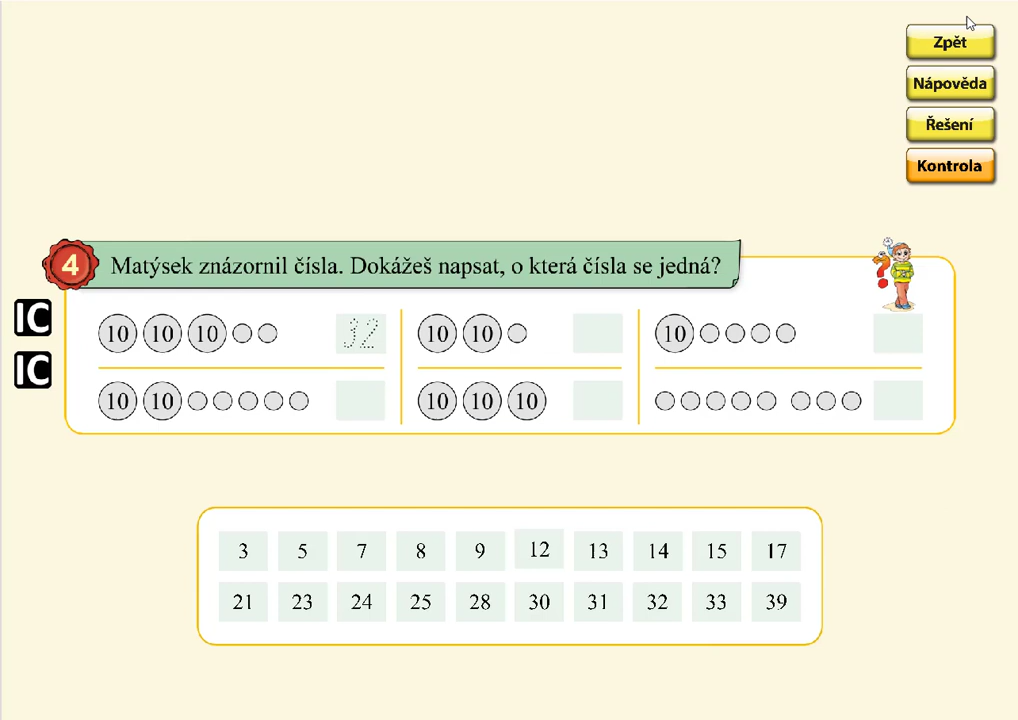 Zpět
Nápověda
Řešení
Kontrola
4 Matýsek znázornil čísla. Dokážeš napsat, o která čísla se jedná?
IC
IC
10 10 10 32 10 10 10
10 10 10 10 10
3 5 7 8 9 12 13 14 15 17
21 23 24 25 28 30 31 32 33 39